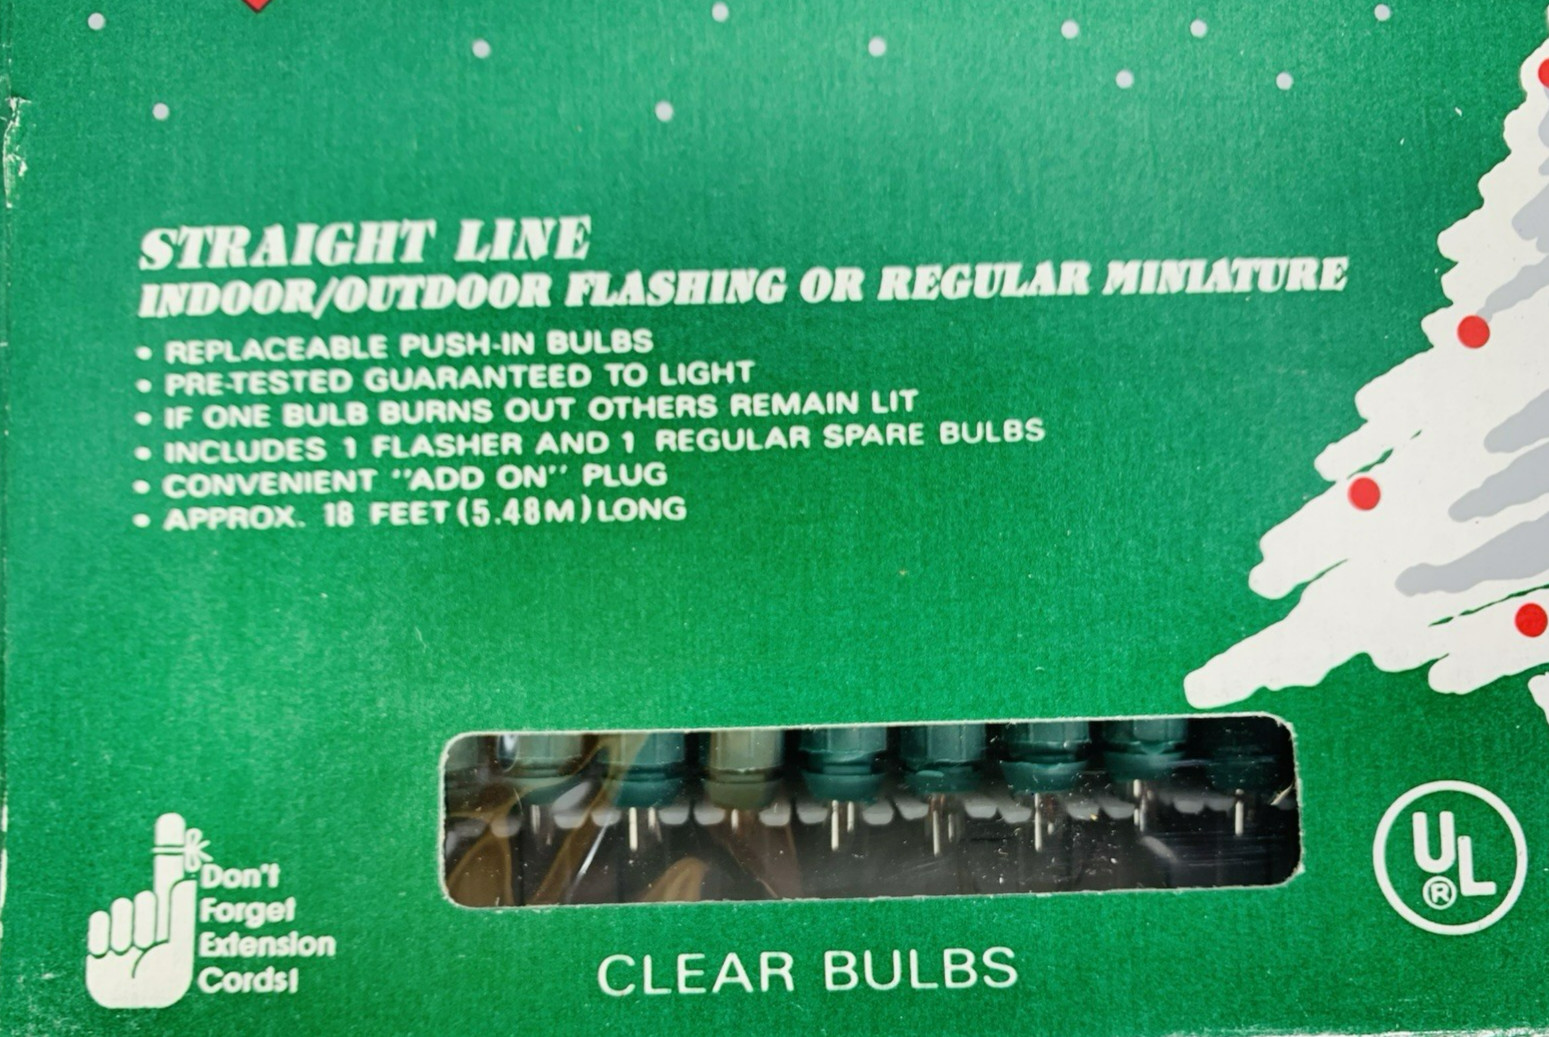 STRAIGHT LINE
INDOOR/OUTDOOR FLASHING OR REGULAR MINIATURE
• REPLACEABLE PUSH-IN BULBS
• PRE-TESTED GUARANTEED TO LIGHT
• IF ONE BULB BURNS OUT OTHERS REMAIN LIT
• INCLUDES 1 FLASHER AND 1 REGULAR SPARE BULBS
• CONVENIENT "ADD ON" PLUG
• APPROX. 18 FEET (5.48M) LONG
Don't
Forget
Extension
Cords!
CLEAR BULBS
UL
®